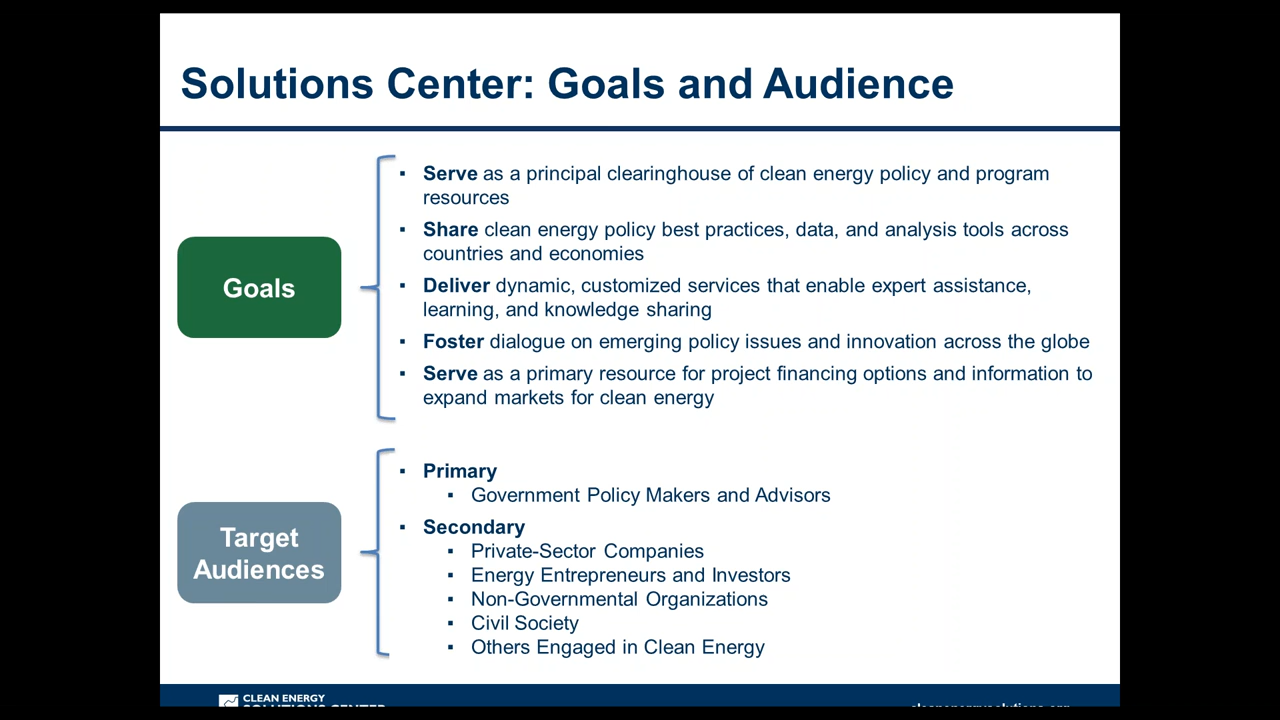 Solutions Center: Goals and Audience
Goals
▪ Serve as a principal clearinghouse of clean energy policy and program
resources
▪ Share clean energy policy best practices, data, and analysis tools across
countries and economies
▪ Deliver dynamic, customized services that enable expert assistance,
learning, and knowledge sharing
▪ Foster dialogue on emerging policy issues and innovation across the globe
▪ Serve as a primary resource for project financing options and information to
expand markets for clean energy
Target
Audiences
▪ Primary
▪ Government Policy Makers and Advisors
▪ Secondary
▪ Private-Sector Companies
▪ Energy Entrepreneurs and Investors
▪ Non-Governmental Organizations
▪ Civil Society
▪ Others Engaged in Clean Energy
CLEAN ENERGY
SOLUTIONS CENTER
cleanenergysolutions.org